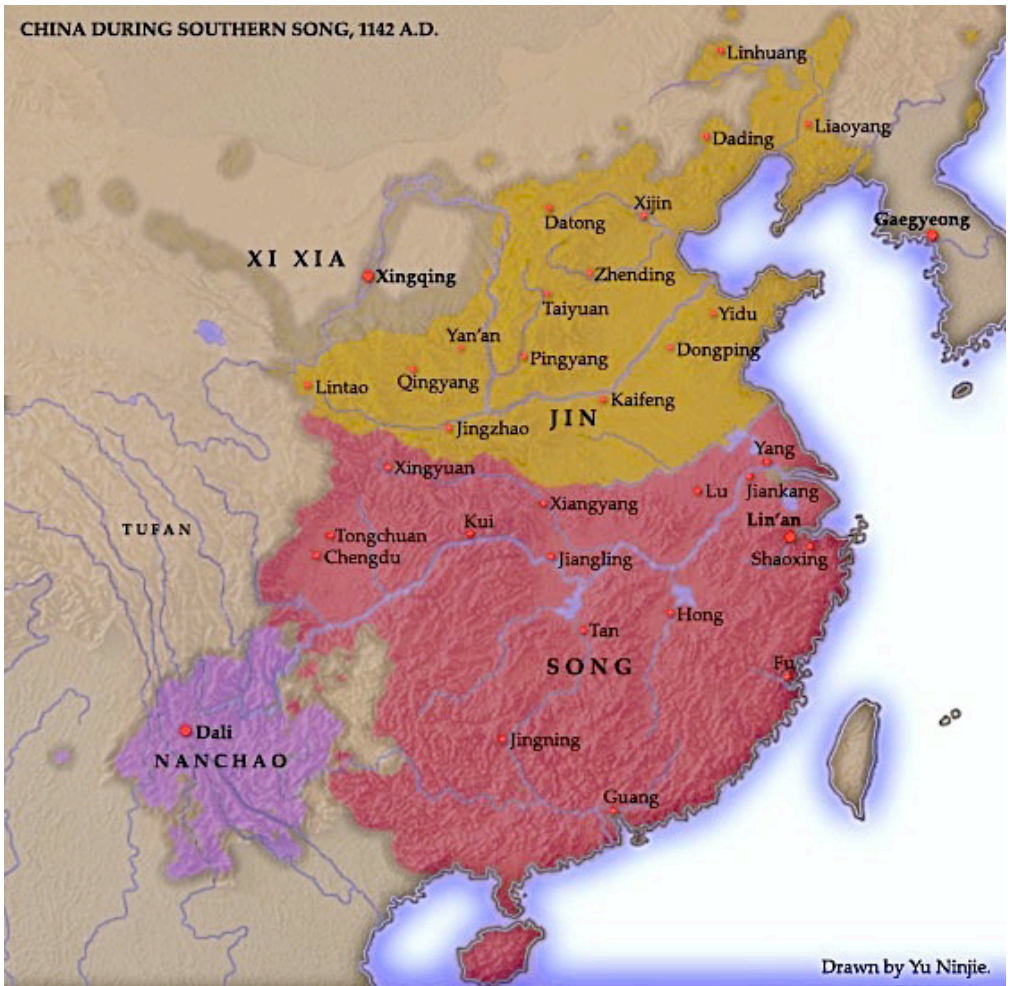 CHINA DURING SOUTHERN SONG, 1142 A.D.
Linhuang
Liaoyang
Dading
Xijin
Datong
Gaegyeong
XI XIA
Xingqing
Zhending
Taiyuan
Yidu
Yan'an
Dongping
Pingyang
Qingyang
Lintao
Kaifeng
JIN
Jingzhao
Yang
Xingyuan
Lu
Jiankang
Xiangyang
Lin'an
Kui
TUFAN
Tongchuan
Chengdu
Jiangling
Shaoxing
Hong
Tan
SONG
Fu
Dali
Jingning
NANCHAO
Guang
Drawn by Yu Ninjie.